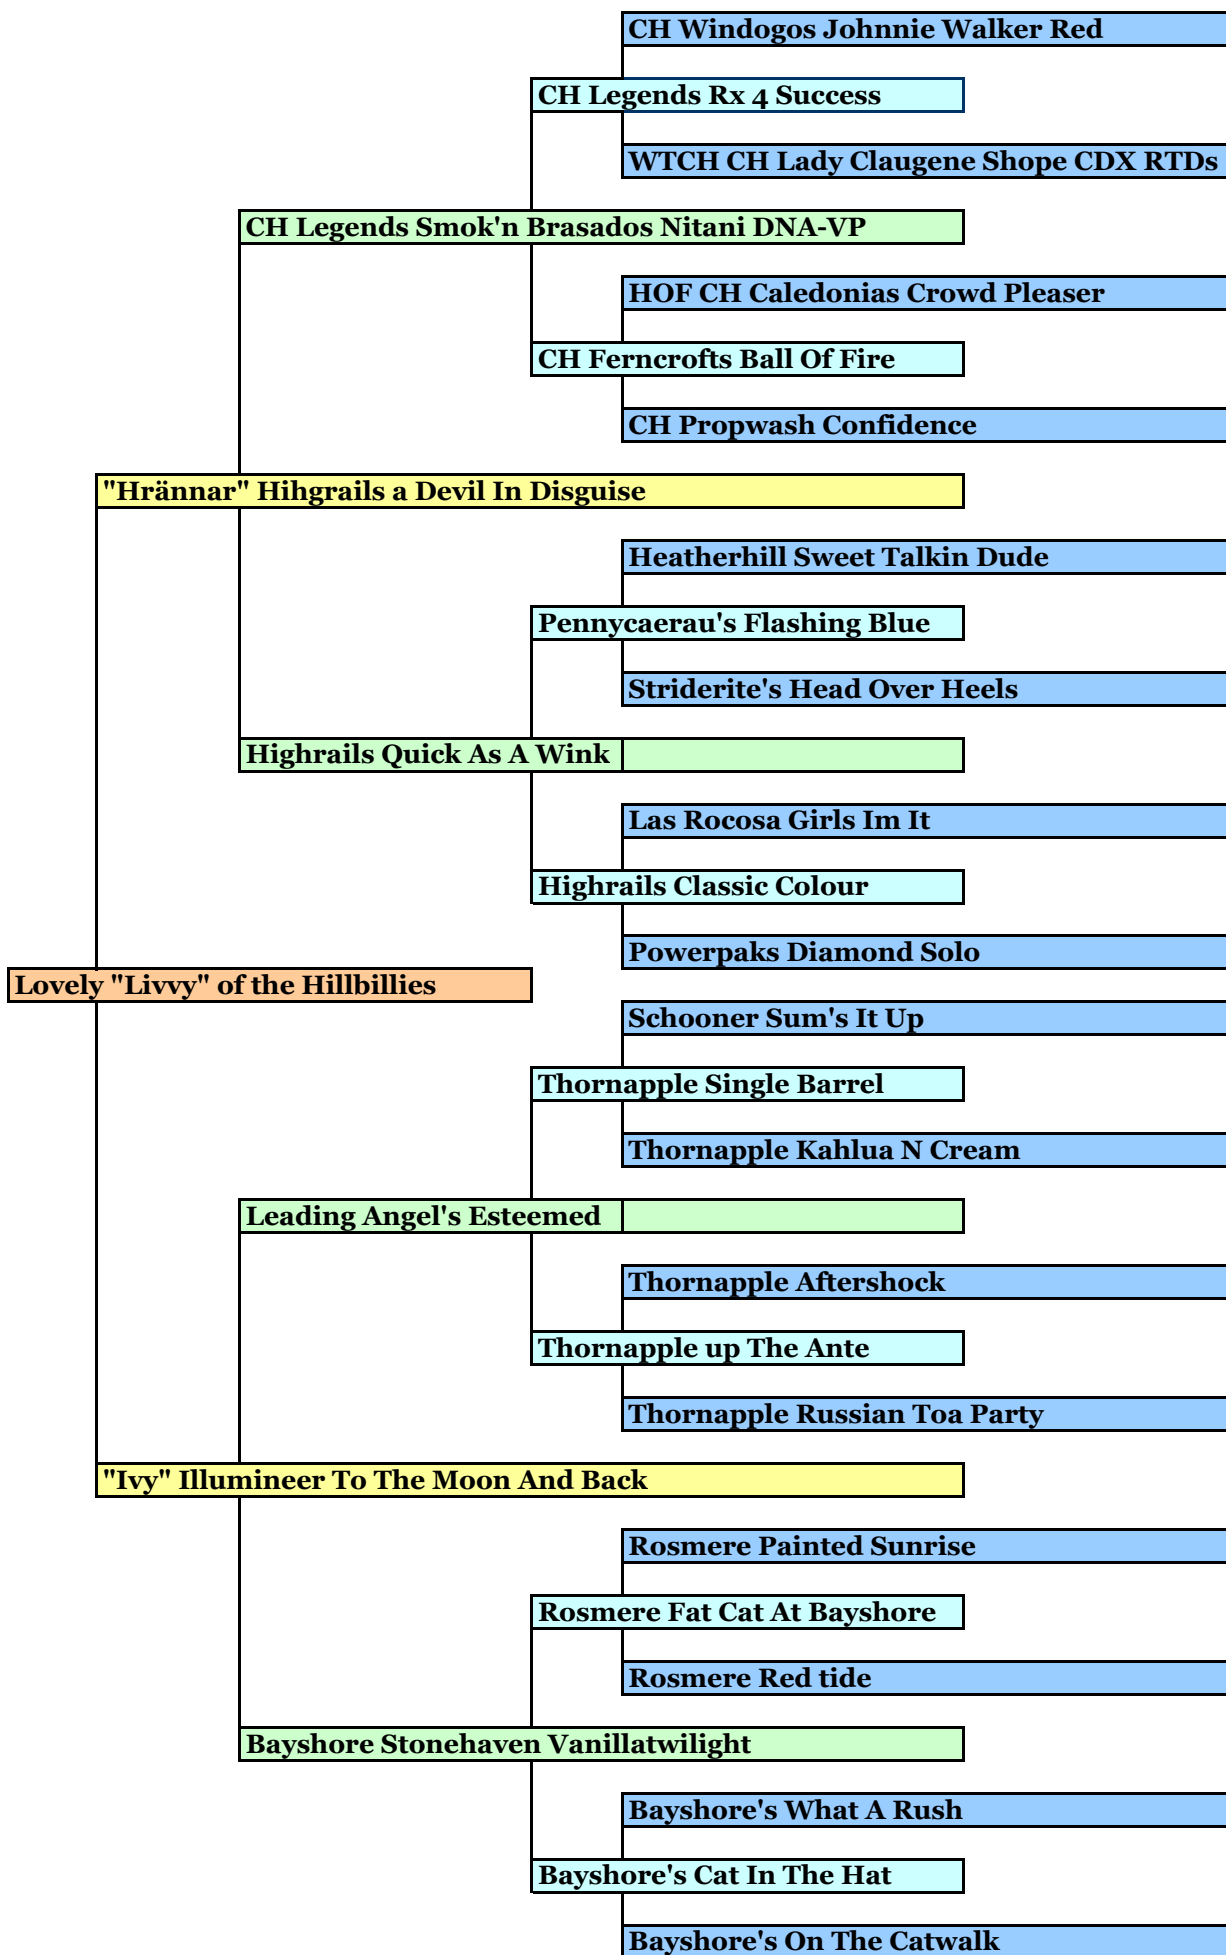 CH Windogos Johnnie Walker Red
CH Legends Rx 4 Success
WTCH CH Lady Claugene Shope CDX RTDs
CH Legends Smok'n Brasados Nitani DNA-VP
HOF CH Caledonias Crowd Pleaser
CH Ferncrofts Ball Of Fire
CH Propwash Confidence
"Hrännar" Hihgrails a Devil In Disguise
Heatherhill Sweet Talkin Dude
Pennycaerau's Flashing Blue
Striderite's Head Over Heels
Highrails Quick As A Wink
Las Rocosa Girls Im It
Highrails Classic Colour
Powerpaks Diamond Solo
Lovely "Livvy" of the Hillbillies
Schooner Sum's It Up
Thornapple Single Barrel
Thornapple Kahlua N Cream
Leading Angel's Esteemed
Thornapple Aftershock
Thornapple up The Ante
Thornapple Russian Toa Party
"Ivy" Illumineer To The Moon And Back
Rosmere Painted Sunrise
Rosmere Fat Cat At Bayshore
Rosmere Red tide
Bayshore Stonehaven Vanillatwilight
Bayshore's What A Rush
Bayshore's Cat In The Hat
Bayshore's On The Catwalk